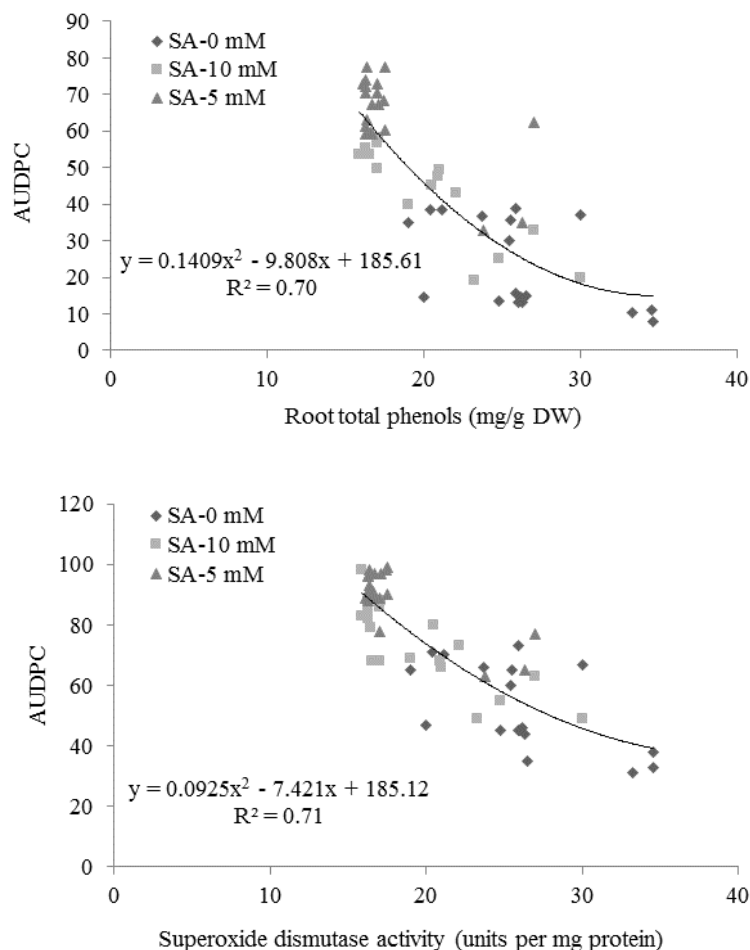 90
80
70
60
50
40
30
20
10
0
AUDPC
SA-0 mM
SA-10 mM
SA-5 mM
y = 0.1409x² - 9.808x + 185.61
R² = 0.70
0 10 20 30 40
Root total phenols (mg/g DW)
120
100
80
60
40
20
0
AUDPC
SA-0 mM
SA-10 mM
SA-5 mM
y = 0.0925x² - 7.421x + 185.12
R² = 0.71
0 10 20 30 40
Superoxide dismutase activity (units per mg protein)